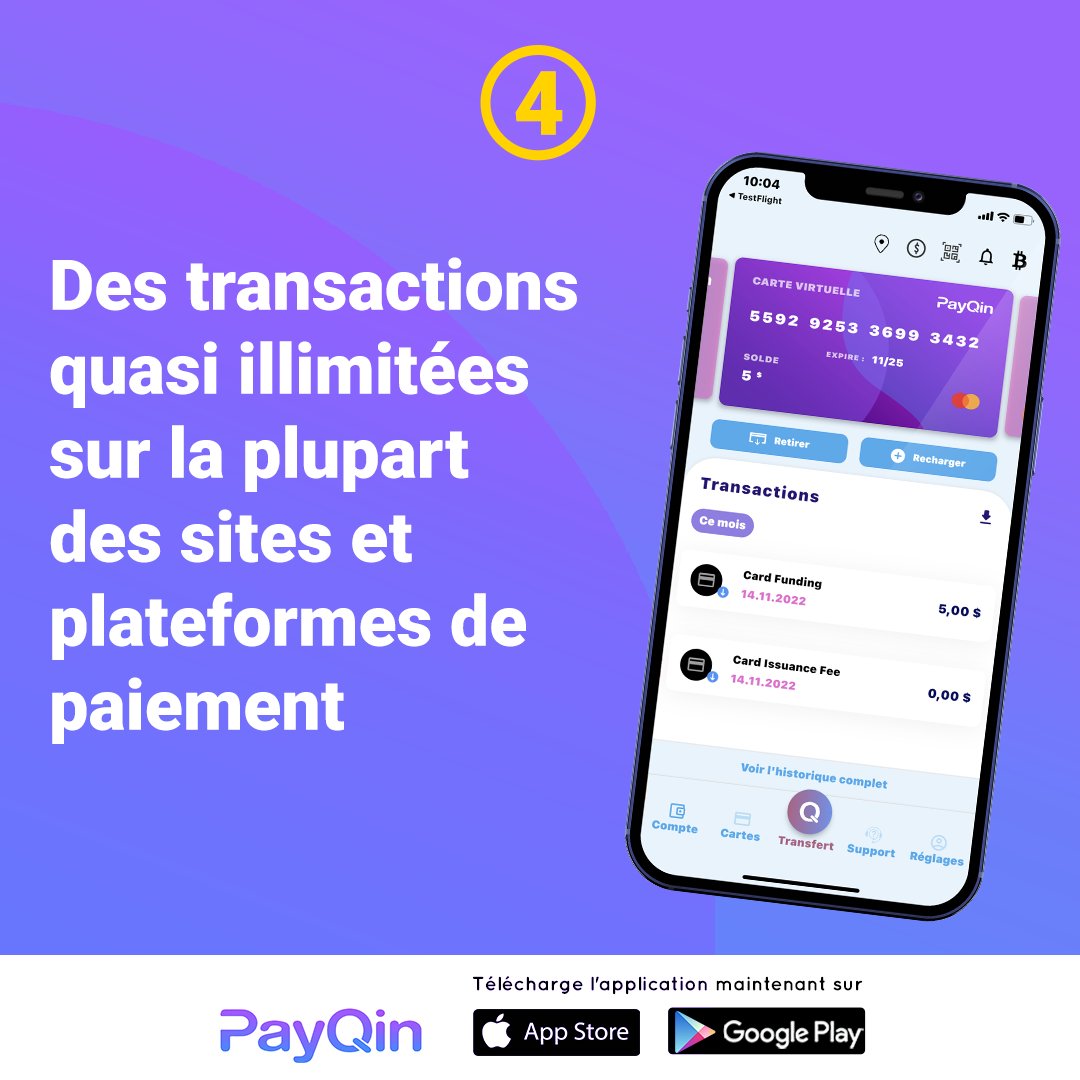 4
Des transactions
quasi illimitées
sur la plupart
des sites et
plateformes de
paiement
10:04
◄ TestFlight
CARTE VIRTUELLE
PayQin
5592 9253 3699 3432
SOLDE
EXPIRE : 11/25
5 $
Retirer
Recharger
Transactions
Ce mois
Card Funding
14.11.2022
5,00 $
Card Issuance Fee
14.11.2022
0,00 $
Voir l'historique complet
Compte
Cartes
Transfert
Support
Réglages
Télécharge l'application maintenant sur
PayQin
App Store
Google Play